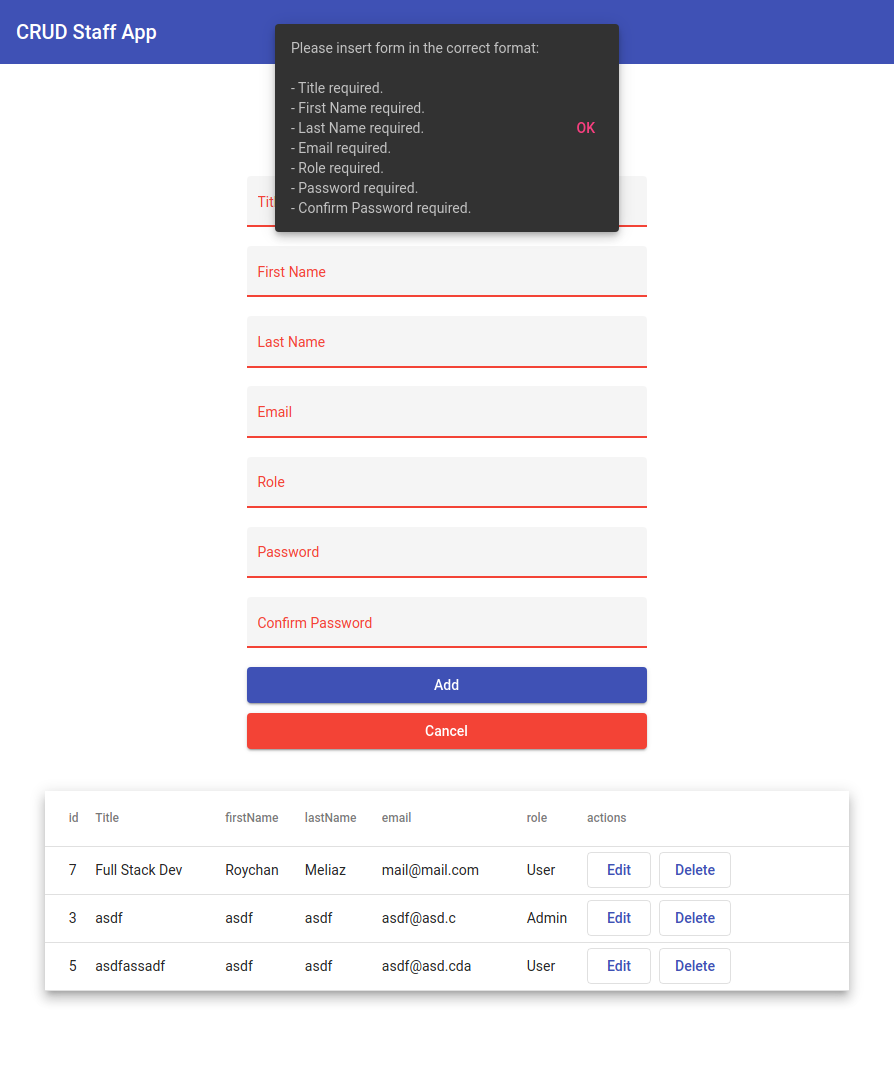 CRUD Staff App
Please insert form in the correct format:
- Title required.
- First Name required.
- Last Name required.
OK
- Email required.
- Role required.
- Password required.
- Confirm Password required.
First Name
Last Name
Email
Role
Password
Confirm Password
Add
Cancel
id Title firstName lastName email role actions
7 Full Stack Dev Roychan Meliaz mail@mail.com User Edit Delete
3 asdf asdf asdf asdf@asd.c Admin Edit Delete
5 asdfassadf asdf asdf asdf@asd.cda User Edit Delete